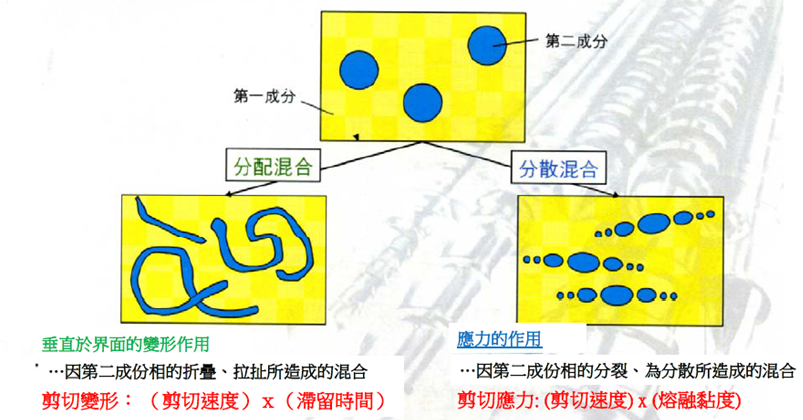 第二成分
第一成分
分配混合
分散混合
垂直於界面的變形作用
…因第二成份相的折疊、拉扯所造成的混合
剪切變形：（剪切速度）x（滯留時間）
應力的作用
…因第二成份相的分裂、為分散所造成的混合
剪切應力:(剪切速度)x(熔融黏度)